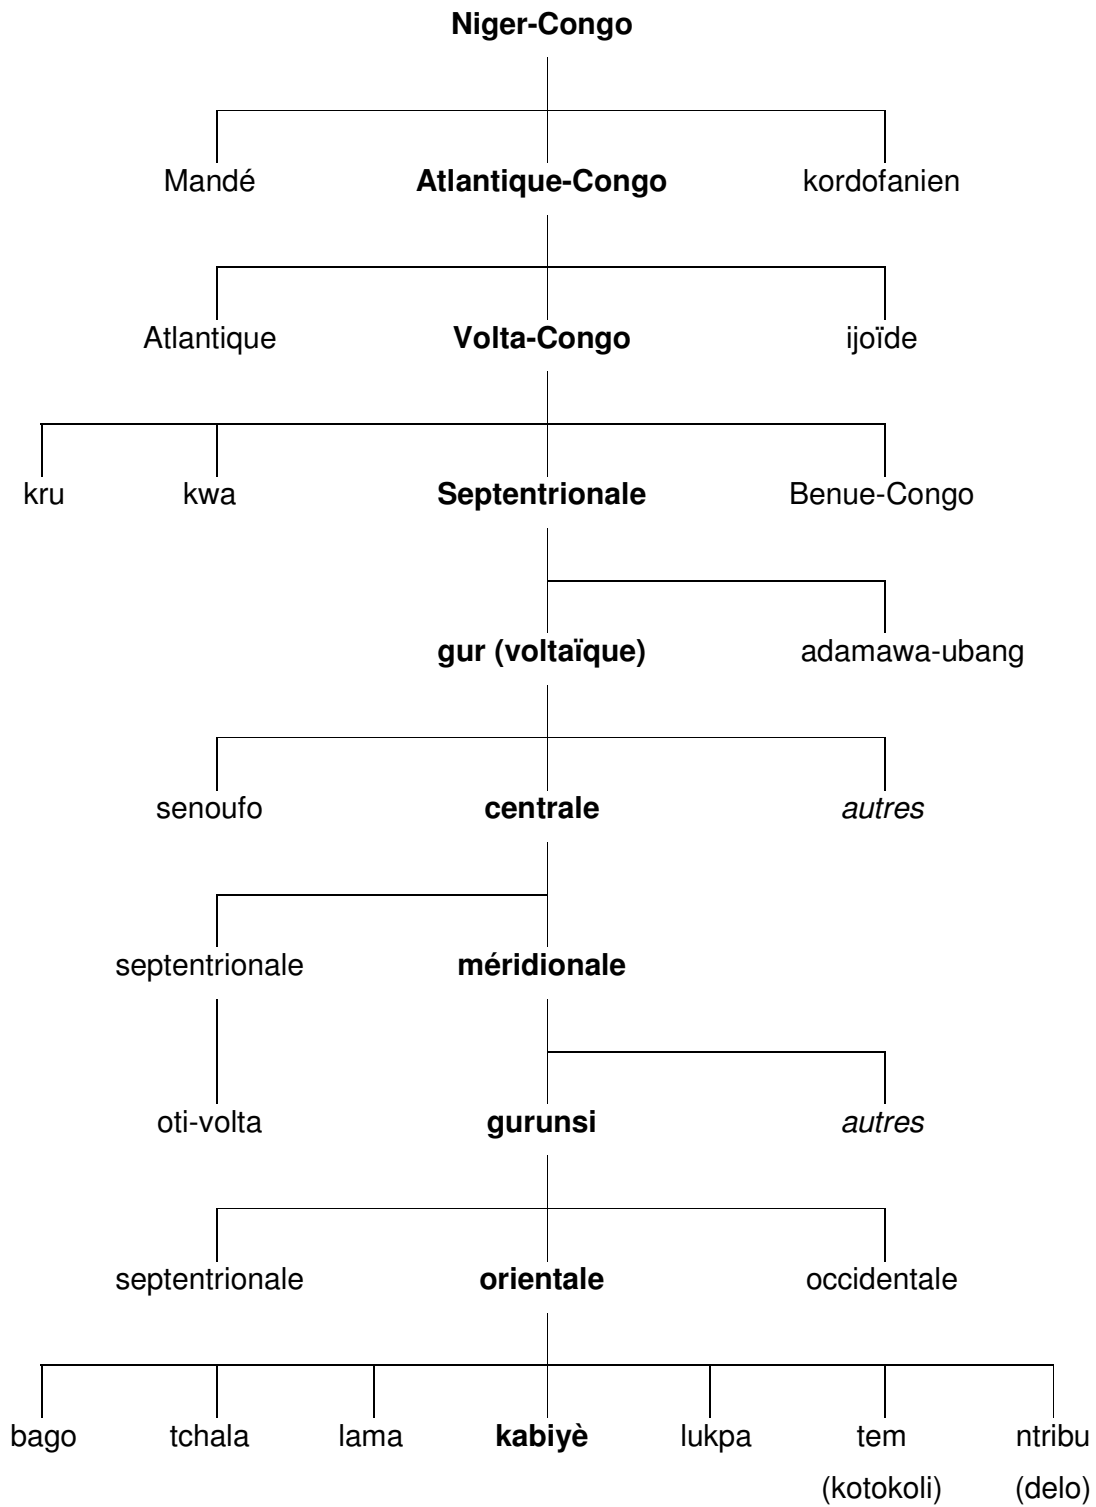 Niger-Congo
Mandé Atlantique-Congo kordofanien
Atlantique Volta-Congo ijoïde
kru kwa Septentrionale Benue-Congo
gur (voltaïque) adamawa-ubang
senoufo centrale autres
septentrionale méridionale
oti-volta gurunsi autres
septentrionale orientale occidentale
bago tchala lama kabiyè lukpa tem ntribu
(kotokoli) (delo)